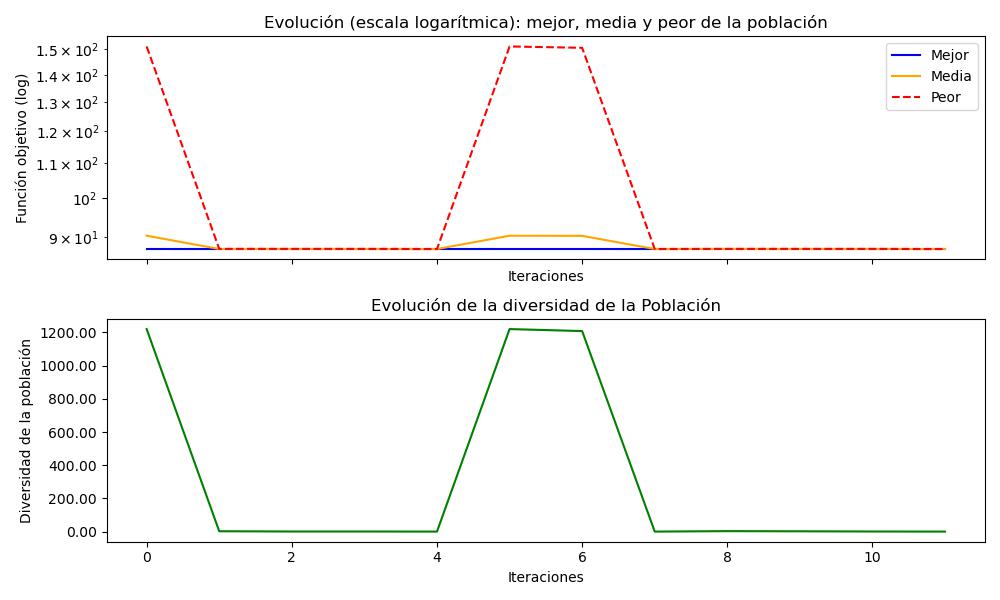 Evolución (escala logarítmica): mejor, media y peor de la población
Función objetivo (log)
1.5 × 10²
1.4 × 10²
1.3 × 10²
1.2 × 10²
1.1 × 10²
10²
9 × 10¹
Mejor
Media
Peor
Iteraciones
Evolución de la diversidad de la Población
Diversidad de la población
1200.00
1000.00
800.00
600.00
400.00
200.00
0.00
0 2 4 6 8 10
Iteraciones